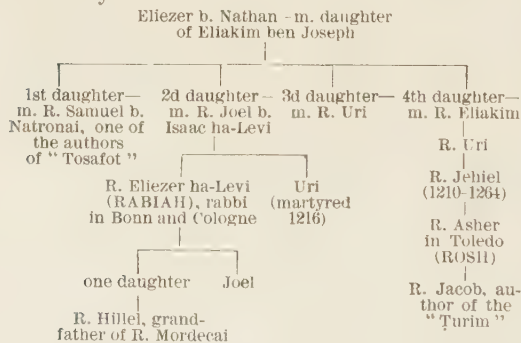 Eliezer b. Nathan - m. daughter
of Eliakim ben Joseph
1st daughter—
m. R. Samuel b.
Natronai, one of
the authors
of "Tosafot"
2d daughter -
m. R. Joel b.
Isaac ha-Levi
3d daughter—
m. R. Uri
4th daughter—
m. R. Eliakim
R. Uri
R. Jehiel
(1210-1264)
R. Asher
in Toledo
(ROSH)
R. Jacob, au-
thor of the
"Turim"
R. Eliezer ha-Levi
(RABIAH), rabbi
in Bonn and Cologne
Uri
(martyred
1216)
one daughter
Joel
R. Hillel, grand-
father of R. Mordecai